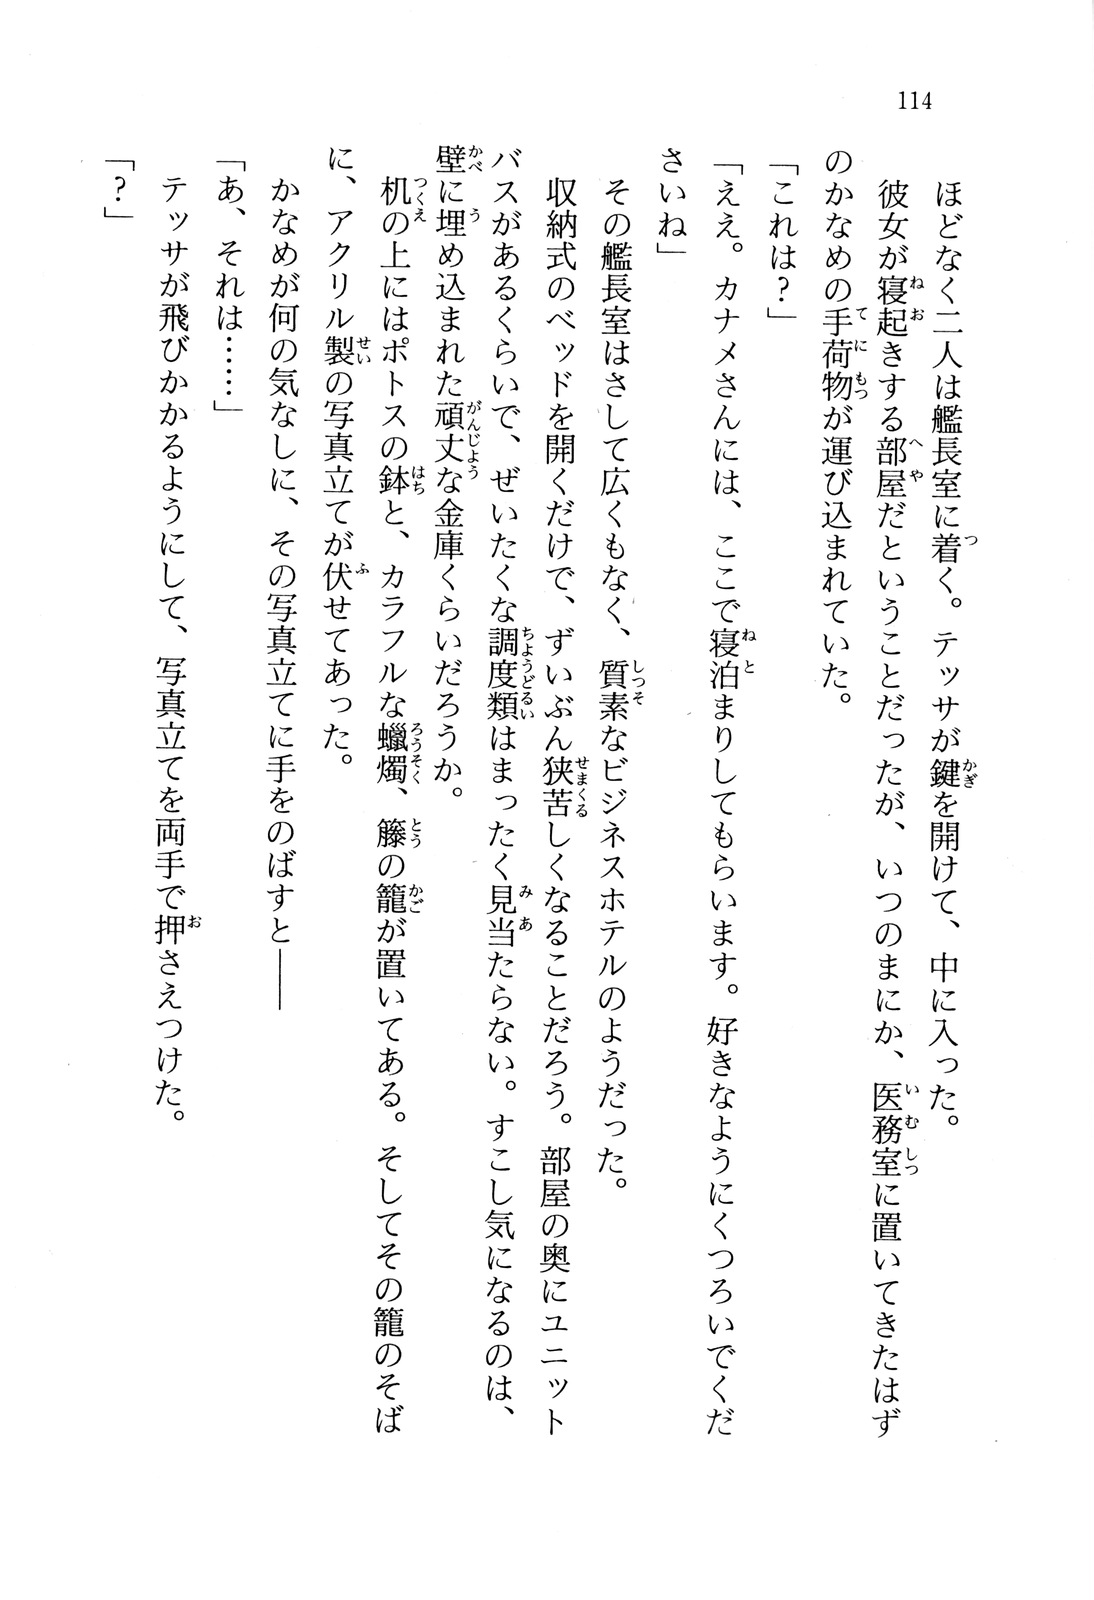 114
ほどなく二人は艦長室に着く。テッサが鍵を開けて、中に入った。
彼女が寝起きする部屋だということだったが、いつのまにか、医務室に置いてきたはず
のかなめの手荷物が運び込まれていた。
「これは？」
「ええ。カナメさんには、ここで寝泊まりしてもらいます。好きなようにくつろいでくだ
さいね」
その艦長室はさして広くもなく、質素なビジネスホテルのようだった。
収納式のベッドを開くだけで、ずいぶん狭苦しくなることだろう。部屋の奥にユニット
バスがあるくらいで、ぜいたくな調度類はまったく見当たらない。すこし気になるのは、
壁に埋め込まれた頑丈な金庫くらいだろうか。
机の上にはポトスの鉢と、カラフルな蠟燭、籐の籠が置いてある。そしてその籠のそば
に、アクリル製の写真立てが伏せてあった。
かなめが何の気なしに、その写真立てに手をのばすと――
「あ、それは……」
テッサが飛びかかるようにして、写真立てを両手で押さえつけた。
「？」